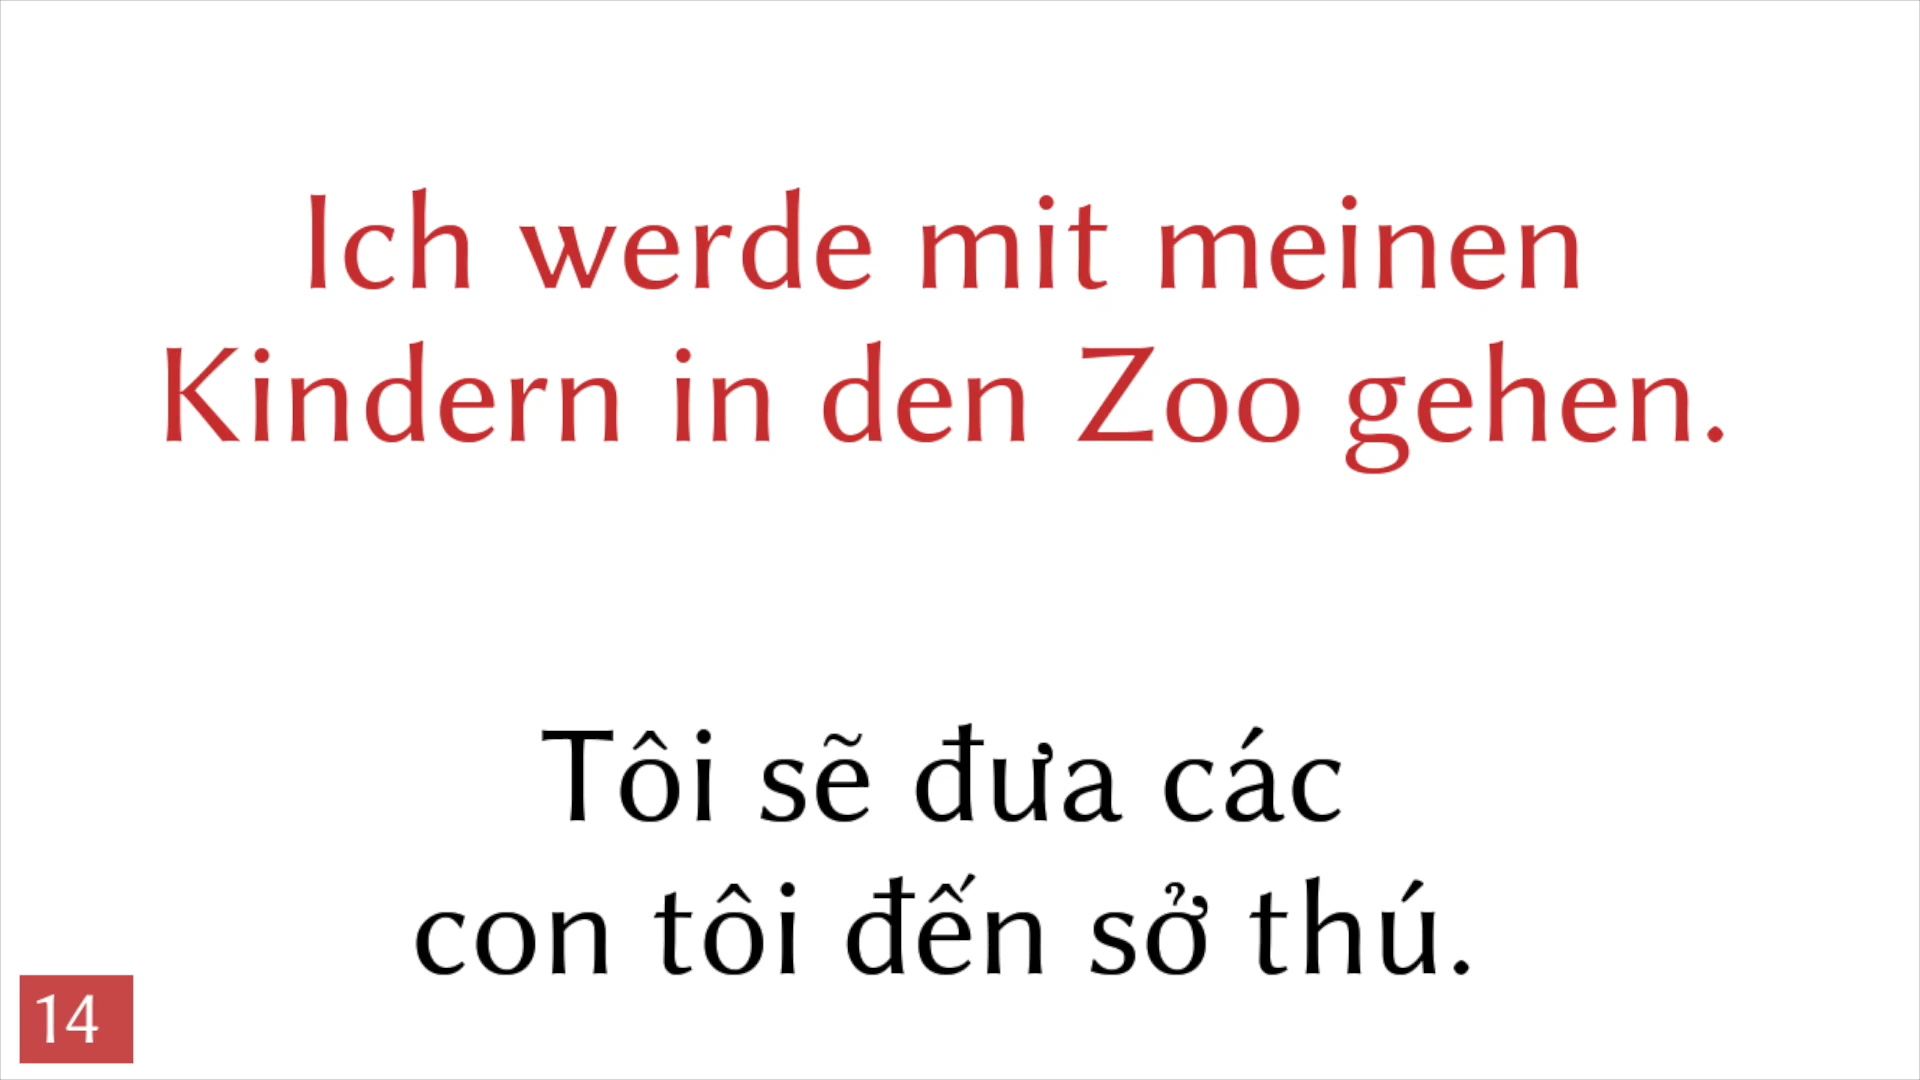 Ich werde mit meinen
Kindern in den Zoo gehen.
Tôi sẽ đưa các
con tôi đến sở thú.
14